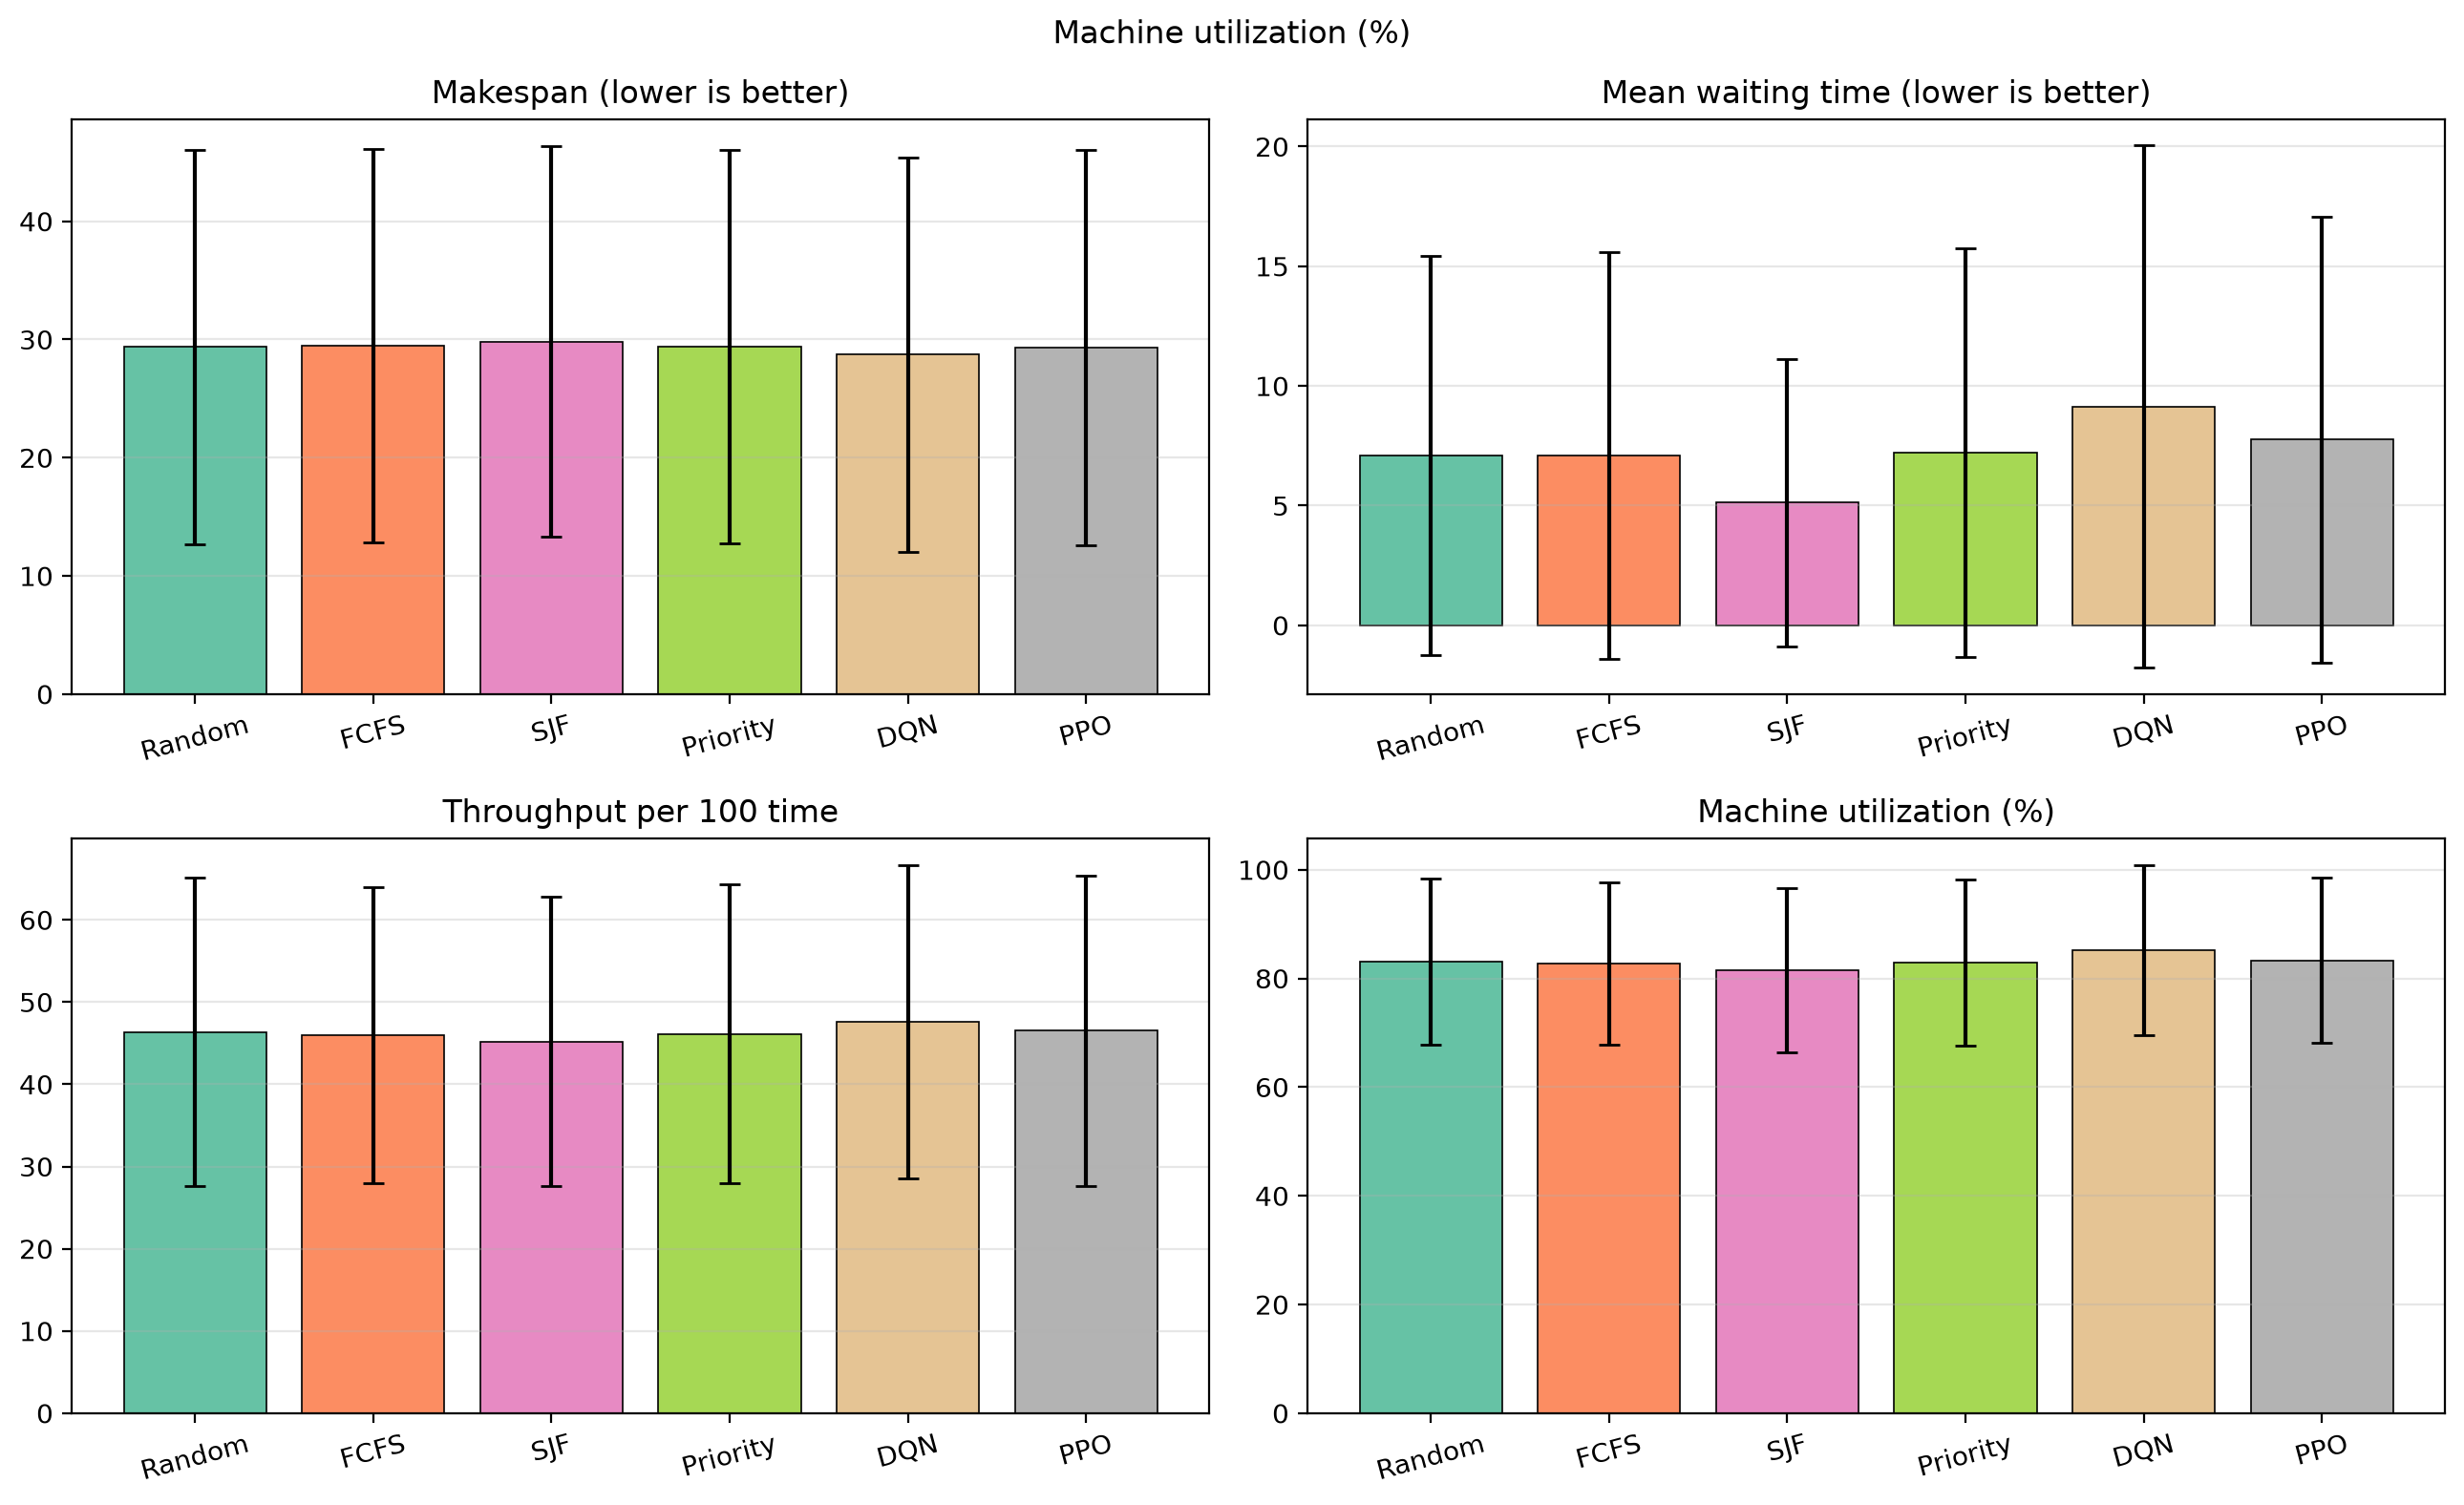 Machine utilization (%)
Makespan (lower is better)
40
30
20
10
0
Random FCFS SJF Priority DQN PPO
Mean waiting time (lower is better)
20
15
10
5
0
Random FCFS SJF Priority DQN PPO
Throughput per 100 time
60
50
40
30
20
10
0
Random FCFS SJF Priority DQN PPO
Machine utilization (%)
100
80
60
40
20
0
Random FCFS SJF Priority DQN PPO